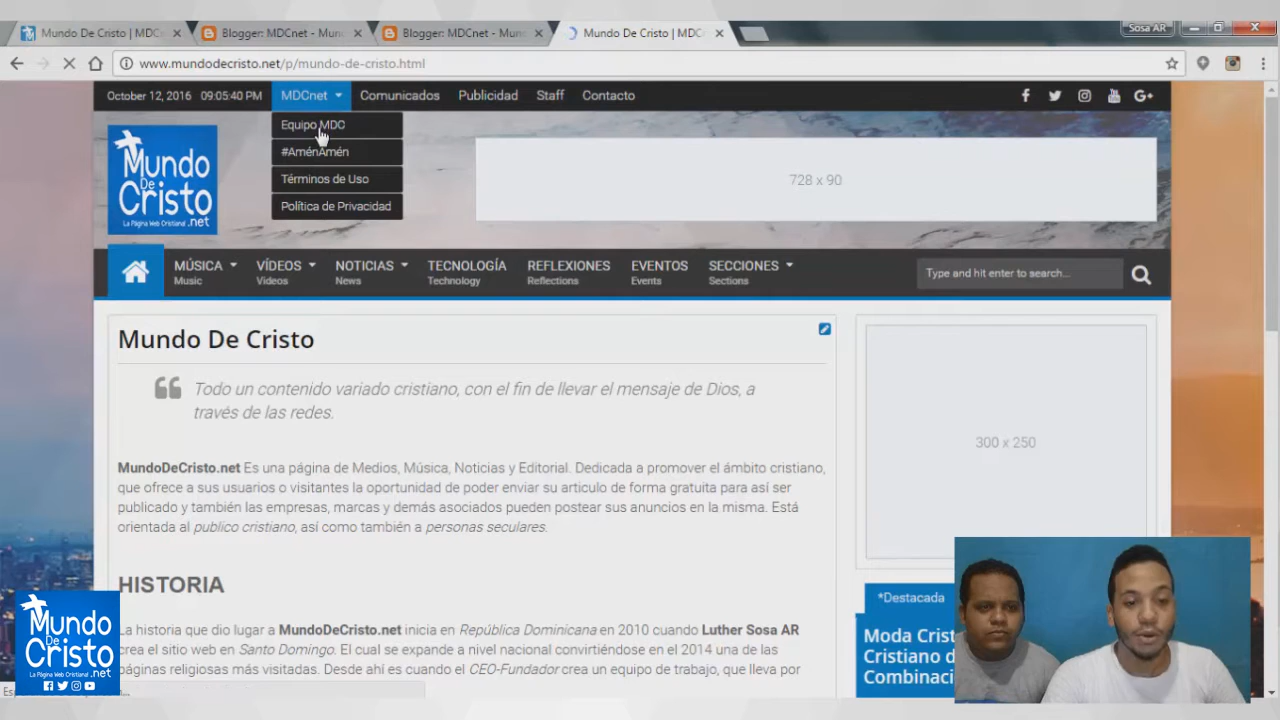 Mundo De Cristo | MDC
Blogger: MDCnet - Mun
Blogger: MDCnet - Mun
Mundo De Cristo | MDC
Sosa AR
www.mundodecristo.net/p/mundo-de-cristo.html
October 12, 2016 09:05:40 PM MDCnet Comunicados Publicidad Staff Contacto
Equipo MDC
#AménAmén
Términos de Uso
Política de Privacidad
Mundo
De
Cristo
La Página Web Cristiana! .net
728 x 90
MÚSICA VÍDEOS NOTICIAS TECNOLOGÍA REFLEXIONES EVENTOS SECCIONES
Music Videos News Technology Reflections Events Sections
Type and hit enter to search...
Mundo De Cristo
Todo un contenido variado cristiano, con el fin de llevar el mensaje de Dios, a
través de las redes.
300 x 250
MundoDeCristo.net Es una página de Medios, Música, Noticias y Editorial. Dedicada a promover el ámbito cristiano,
que ofrece a sus usuarios o visitantes la oportunidad de poder enviar su articulo de forma gratuita para así ser
publicado y también las empresas, marcas y demás asociados pueden postear sus anuncios en la misma. Está
orientada al publico cristiano, así como también a personas seculares.
HISTORIA
La historia que dio lugar a MundoDeCristo.net inicia en República Dominicana en 2010 cuando Luther Sosa AR
crea el sitio web en Santo Domingo. El cual se expande a nivel nacional convirtiéndose en el 2014 una de las
páginas religiosas más visitadas. Desde ahí es cuando el CEO-Fundador crea un equipo de trabajo, que lleva por
*Destacada
Moda Crist
Cristiano d
Combinaci
Mundo
De
Cristo
La Página Web Cristiana! .net